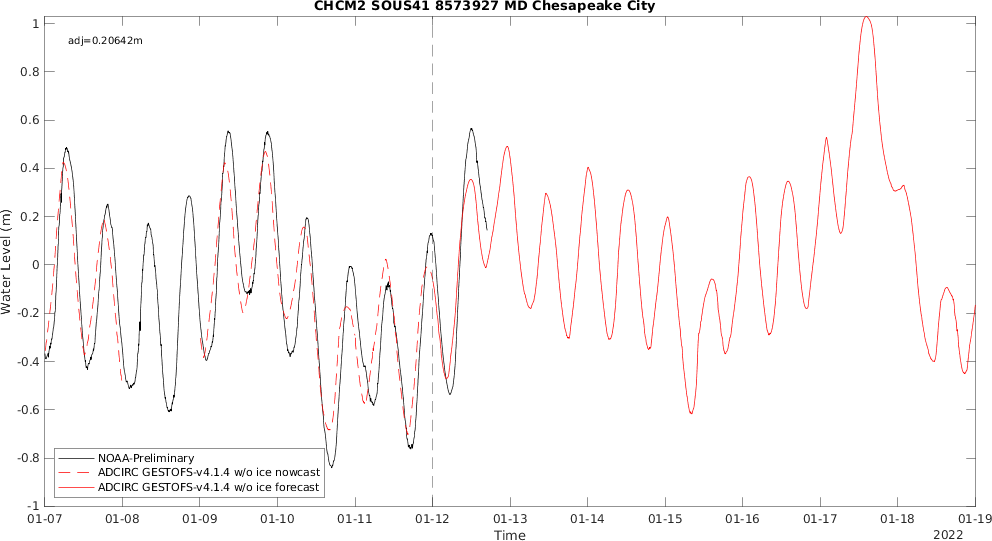 CHCM2 SOUS41 8573927 MD Chesapeake City
adj=0.20642m
1
0.8
0.6
0.4
0.2
0
-0.2
-0.4
-0.6
-0.8
-1
Water Level (m)
NOAA-Preliminary
ADCIRC GESTOFS-v4.1.4 w/o ice nowcast
ADCIRC GESTOFS-v4.1.4 w/o ice forecast
01-07 01-08 01-09 01-10 01-11 01-12 01-13 01-14 01-15 01-16 01-17 01-18 01-19
Time
2022